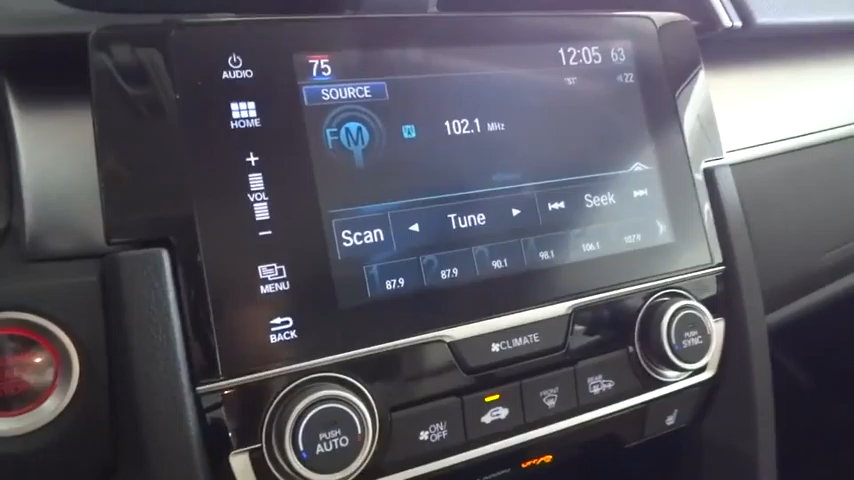 AUDIO
HOME
+
VOL
-
MENU
BACK
75
12:05
63
SOURCE
22
FM
102.1 MHz
Scan
Tune
Seek
87.9
87.9
90.1
98.1
106.1
107.9
CLIMATE
PUSH
SYNC
PUSH
AUTO
ON/
OFF
FRONT
REAR